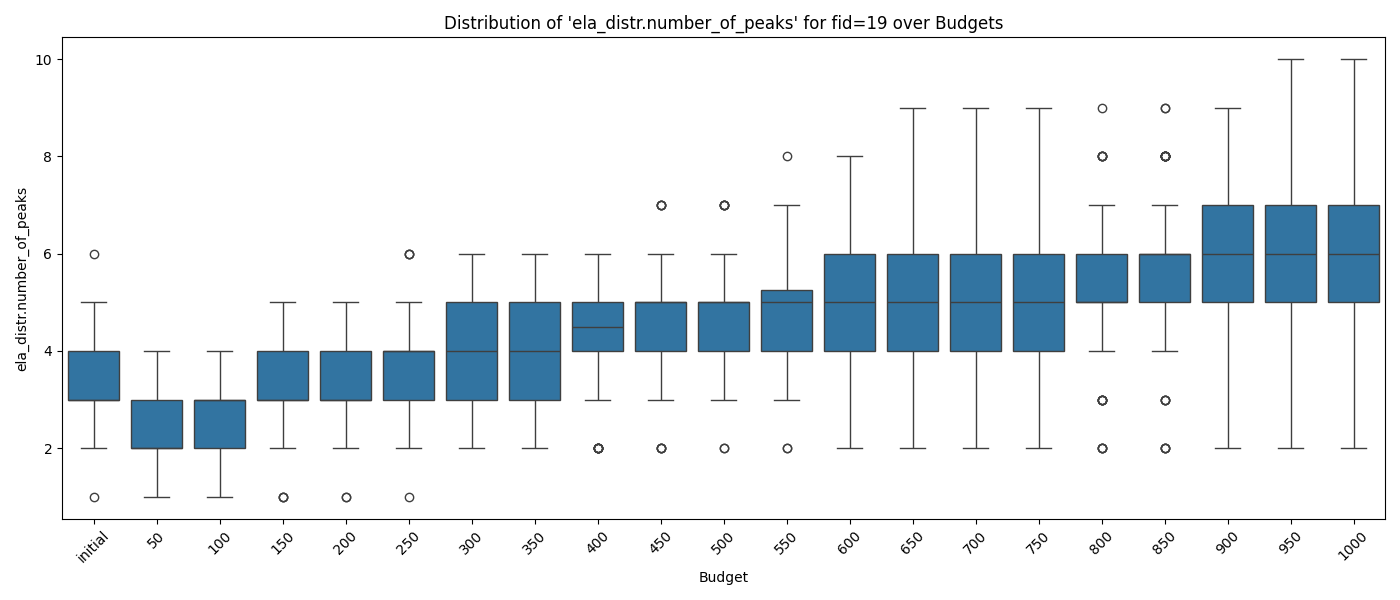 Distribution of 'ela_distr.number_of_peaks' for fid=19 over Budgets
ela_distr.number_of_peaks
10
8
6
4
2
initial 50 100 150 200 250 300 350 400 450 500 550 600 650 700 750 800 850 900 950 1000
Budget